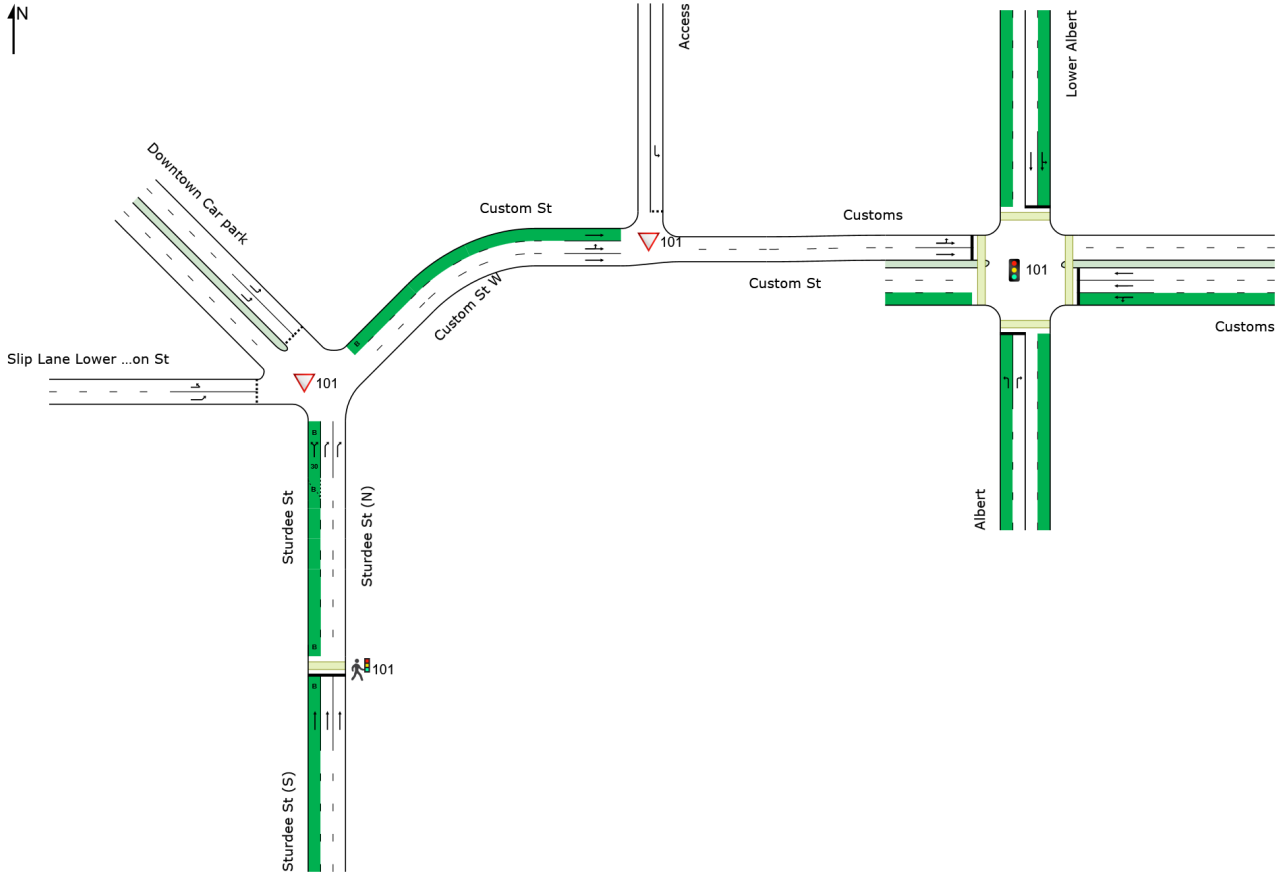 N
Access
Lower Albert
Downtown Car park
Custom St
Customs
101
101
Custom St W
Custom St
Customs
Slip Lane Lower ...on St
101
B
B
30
B
Sturdee St
Sturdee St (N)
Albert
B
101
B
Sturdee St (S)